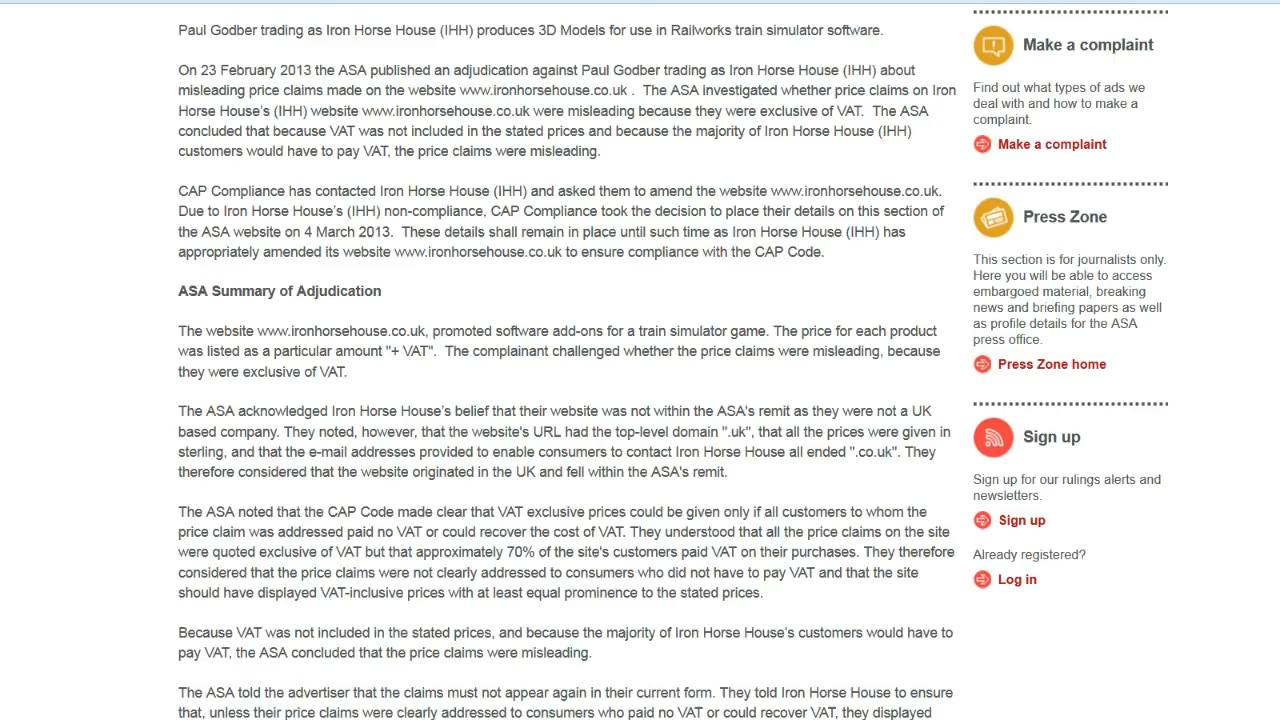 Paul Godber trading as Iron Horse House (IHH) produces 3D Models for use in Railworks train simulator software.
On 23 February 2013 the ASA published an adjudication against Paul Godber trading as Iron Horse House (IHH) about
misleading price claims made on the website www.ironhorsehouse.co.uk .  The ASA investigated whether price claims on Iron
Horse House's (IHH) website www.ironhorsehouse.co.uk were misleading because they were exclusive of VAT.  The ASA
concluded that because VAT was not included in the stated prices and because the majority of Iron Horse House (IHH)
customers would have to pay VAT, the price claims were misleading.
CAP Compliance has contacted Iron Horse House (IHH) and asked them to amend the website www.ironhorsehouse.co.uk.
Due to Iron Horse House's (IHH) non-compliance, CAP Compliance took the decision to place their details on this section of
the ASA website on 4 March 2013.  These details shall remain in place until such time as Iron Horse House (IHH) has
appropriately amended its website www.ironhorsehouse.co.uk to ensure compliance with the CAP Code.
ASA Summary of Adjudication
The website www.ironhorsehouse.co.uk, promoted software add-ons for a train simulator game. The price for each product
was listed as a particular amount "+ VAT".  The complainant challenged whether the price claims were misleading, because
they were exclusive of VAT.
The ASA acknowledged Iron Horse House's belief that their website was not within the ASA's remit as they were not a UK
based company. They noted, however, that the website's URL had the top-level domain ".uk", that all the prices were given in
sterling, and that the e-mail addresses provided to enable consumers to contact Iron Horse House all ended ".co.uk". They
therefore considered that the website originated in the UK and fell within the ASA's remit.
The ASA noted that the CAP Code made clear that VAT exclusive prices could be given only if all customers to whom the
price claim was addressed paid no VAT or could recover the cost of VAT. They understood that all the price claims on the site
were quoted exclusive of VAT but that approximately 70% of the site's customers paid VAT on their purchases. They therefore
considered that the price claims were not clearly addressed to consumers who did not have to pay VAT and that the site
should have displayed VAT-inclusive prices with at least equal prominence to the stated prices.
Because VAT was not included in the stated prices, and because the majority of Iron Horse House's customers would have to
pay VAT, the ASA concluded that the price claims were misleading.
The ASA told the advertiser that the claims must not appear again in their current form. They told Iron Horse House to ensure
that, unless their price claims were clearly addressed to consumers who paid no VAT or could recover VAT, they displayed
Make a complaint
Find out what types of ads we
deal with and how to make a
complaint.
Make a complaint
Press Zone
This section is for journalists only.
Here you will be able to access
embargoed material, breaking
news and briefing papers as well
as profile details for the ASA
press office.
Press Zone home
Sign up
Sign up for our rulings alerts and
newsletters.
Sign up
Already registered?
Log in